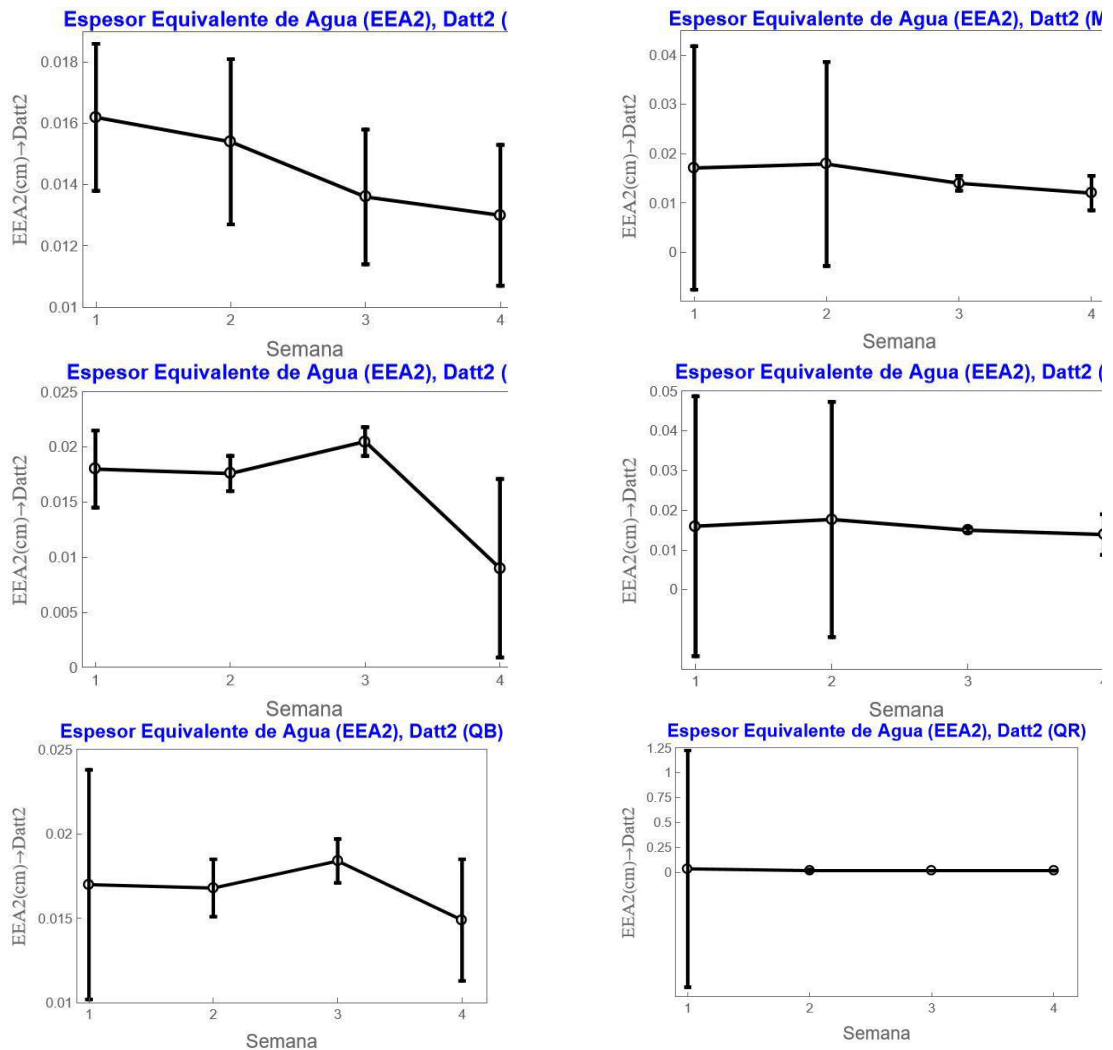 Espesor Equivalente de Agua (EEA2), Datt2 (
0.018
0.016
0.014
0.012
0.01
EEA2(cm)→Datt2
1 2 3 4
Semana
Espesor Equivalente de Agua (EEA2), Datt2 (M
0.04
0.03
0.02
0.01
0
EEA2(cm)→Datt2
1 2 3 4
Semana
Espesor Equivalente de Agua (EEA2), Datt2 (
0.025
0.02
0.015
0.01
0.005
0
EEA2(cm)→Datt2
1 2 3 4
Semana
Espesor Equivalente de Agua (EEA2), Datt2 (
0.05
0.04
0.03
0.02
0.01
0
EEA2(cm)→Datt2
1 2 3 4
Semana
Espesor Equivalente de Agua (EEA2), Datt2 (QB)
0.025
0.02
0.015
0.01
EEA2(cm)→Datt2
1 2 3 4
Semana
Espesor Equivalente de Agua (EEA2), Datt2 (QR)
1.25
1
0.75
0.5
0.25
0
EEA2(cm)→Datt2
1 2 3 4
Semana